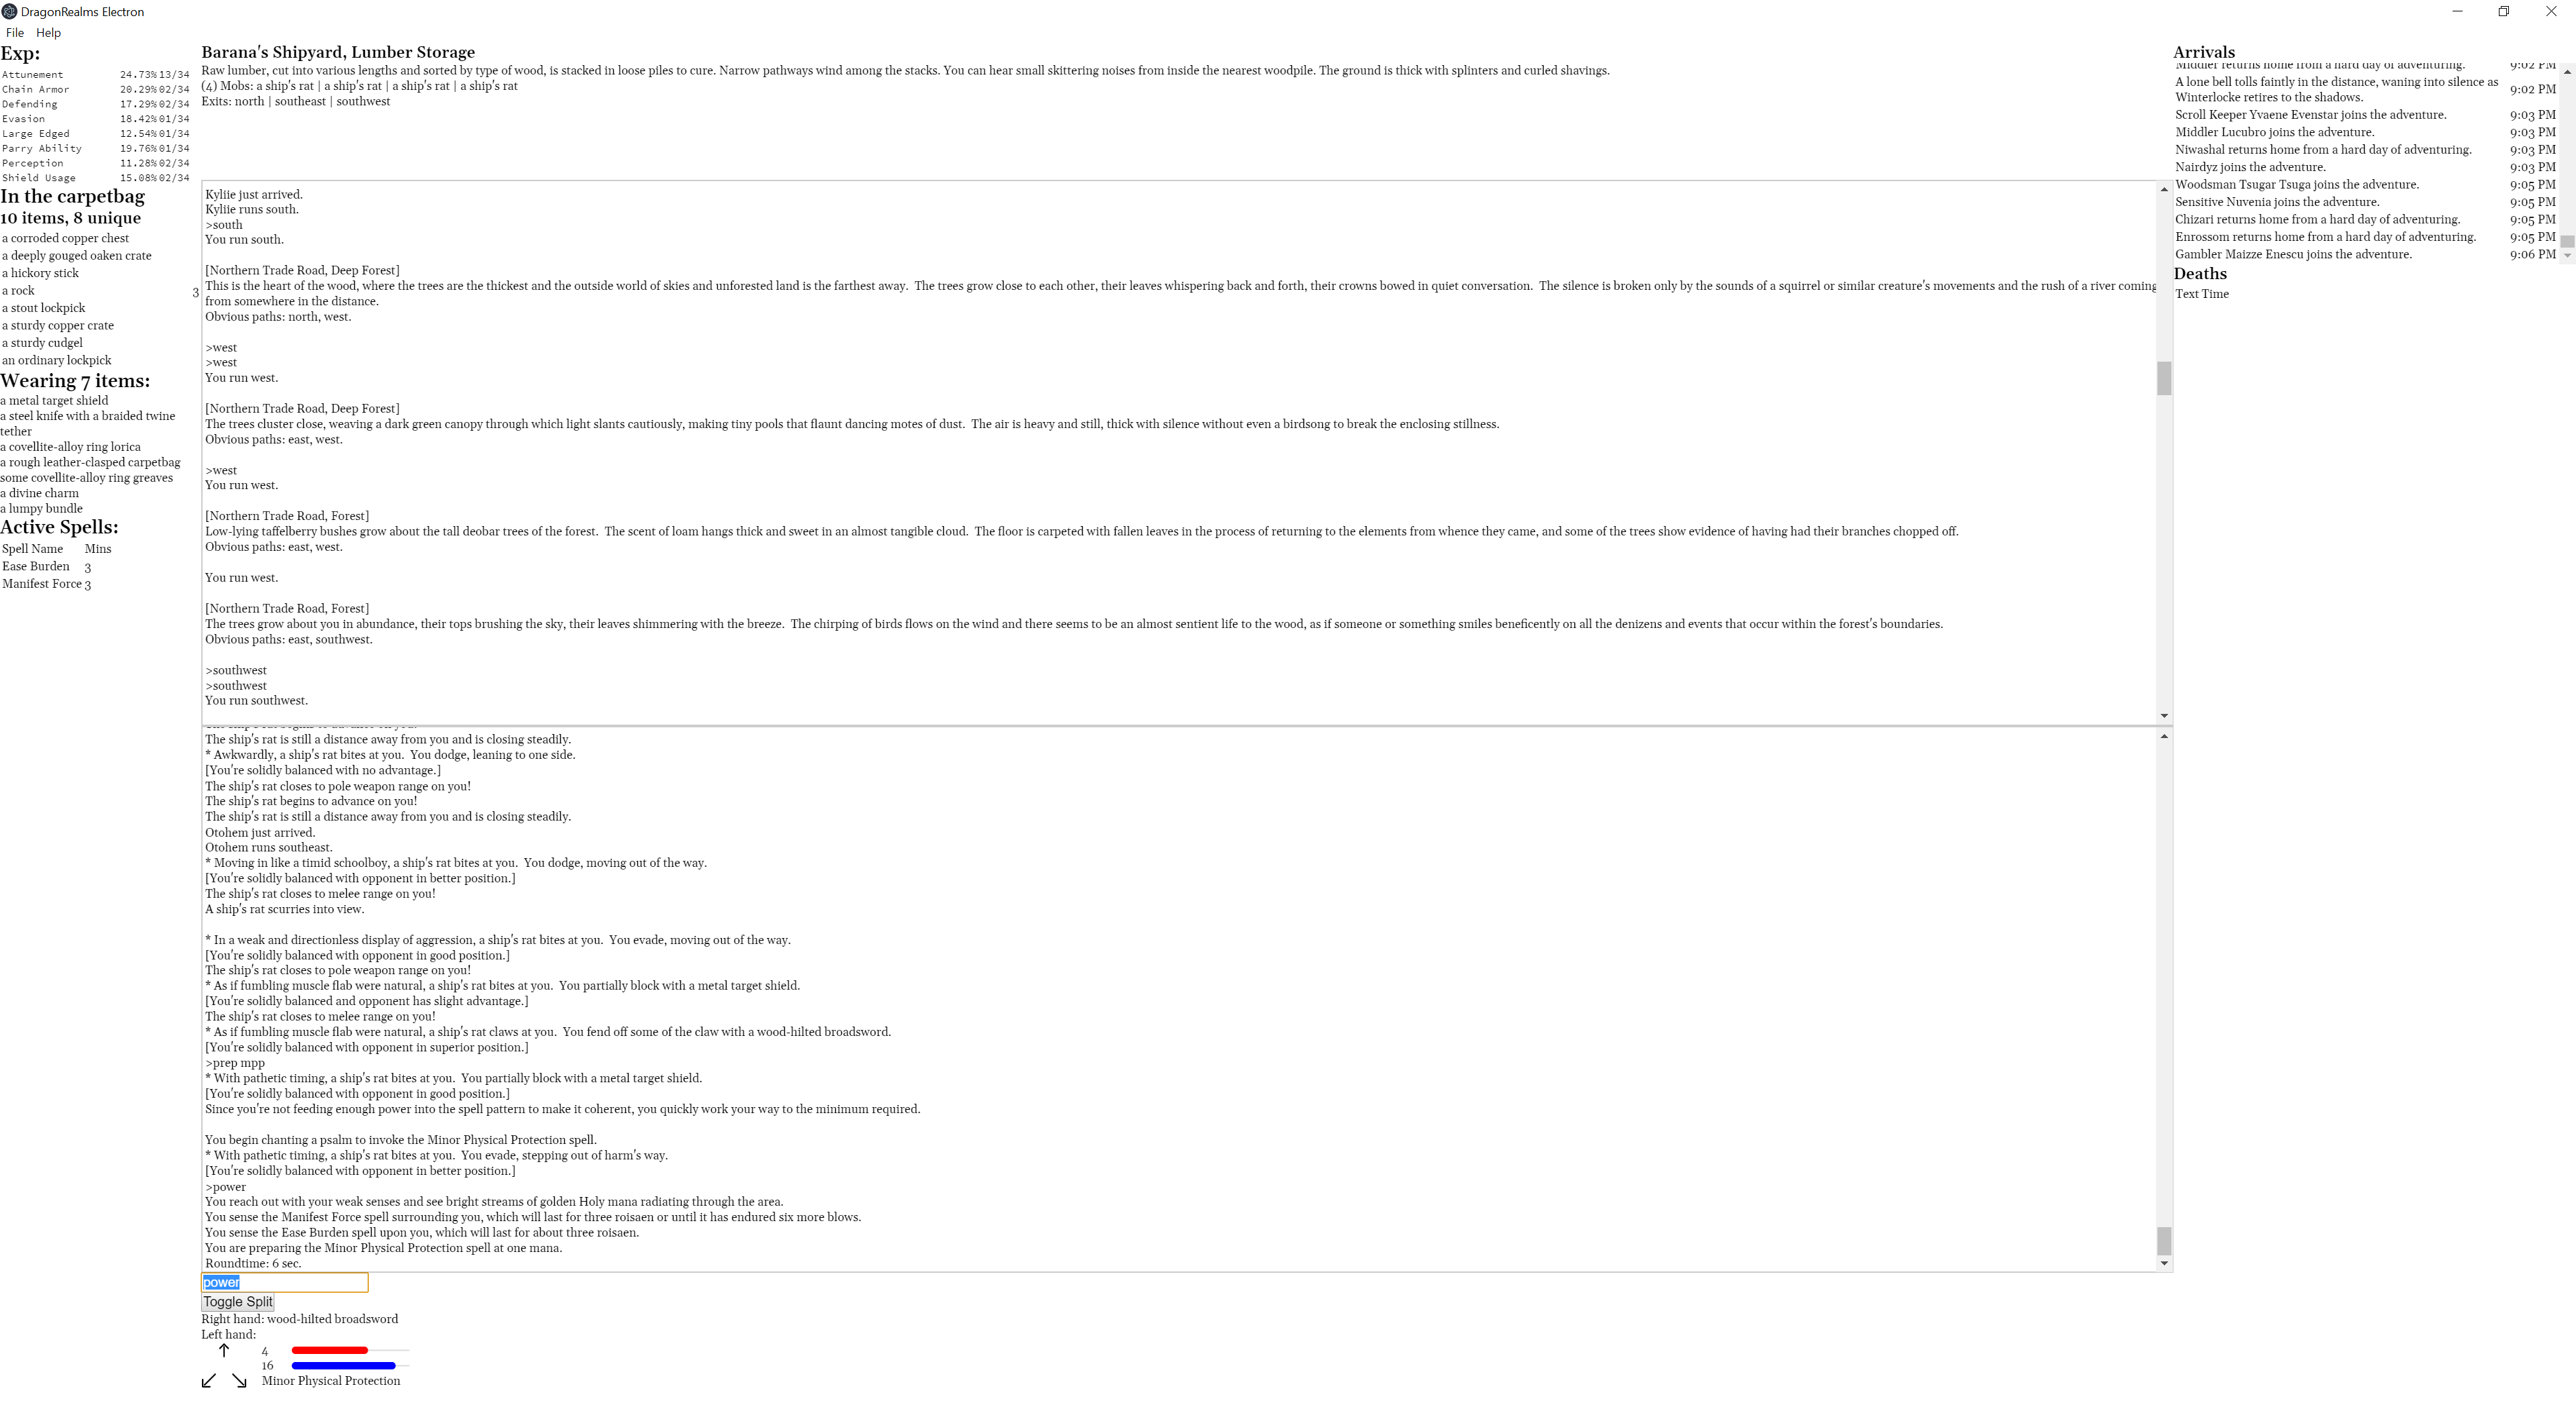 DragonRealms Electron
File Help
Exp:
Attunement 24.73% 13/34
Chain Armor 20.29% 02/34
Defending 17.29% 02/34
Evasion 18.42% 01/34
Large Edged 12.54% 01/34
Parry Ability 19.76% 01/34
Perception 11.28% 02/34
Shield Usage 15.08% 02/34
In the carpetbag
10 items, 8 unique
a corroded copper chest
a deeply gouged oaken crate
a hickory stick
a rock 3
a stout lockpick
a sturdy copper crate
a sturdy cudgel
an ordinary lockpick
Wearing 7 items:
a metal target shield
a steel knife with a braided twine
tether
a covellite-alloy ring lorica
a rough leather-clasped carpetbag
some covellite-alloy ring greaves
a divine charm
a lumpy bundle
Active Spells:
Spell Name Mins
Ease Burden 3
Manifest Force 3
Barana's Shipyard, Lumber Storage
Raw lumber, cut into various lengths and sorted by type of wood, is stacked in loose piles to cure. Narrow pathways wind among the stacks. You can hear small skittering noises from inside the nearest woodpile. The ground is thick with splinters and curled shavings.
(4) Mobs: a ship's rat | a ship's rat | a ship's rat | a ship's rat
Exits: north | southeast | southwest
Kyliie just arrived.
Kyliie runs south.
>south
You run south.
[Northern Trade Road, Deep Forest]
This is the heart of the wood, where the trees are the thickest and the outside world of skies and unforested land is the farthest away. The trees grow close to each other, their leaves whispering back and forth, their crowns bowed in quiet conversation. The silence is broken only by the sounds of a squirrel or similar creature's movements and the rush of a river coming
from somewhere in the distance.
Obvious paths: north, west.
>west
>west
You run west.
[Northern Trade Road, Deep Forest]
The trees cluster close, weaving a dark green canopy through which light slants cautiously, making tiny pools that flaunt dancing motes of dust. The air is heavy and still, thick with silence without even a birdsong to break the enclosing stillness.
Obvious paths: east, west.
>west
You run west.
[Northern Trade Road, Forest]
Low-lying taffelberry bushes grow about the tall deobar trees of the forest. The scent of loam hangs thick and sweet in an almost tangible cloud. The floor is carpeted with fallen leaves in the process of returning to the elements from whence they came, and some of the trees show evidence of having had their branches chopped off.
Obvious paths: east, west.
You run west.
[Northern Trade Road, Forest]
The trees grow about you in abundance, their tops brushing the sky, their leaves shimmering with the breeze. The chirping of birds flows on the wind and there seems to be an almost sentient life to the wood, as if someone or something smiles beneficently on all the denizens and events that occur within the forest's boundaries.
Obvious paths: east, southwest.
>southwest
>southwest
You run southwest.
The ship's rat is still a distance away from you and is closing steadily.
* Awkwardly, a ship's rat bites at you. You dodge, leaning to one side.
[You're solidly balanced with no advantage.]
The ship's rat closes to pole weapon range on you!
The ship's rat begins to advance on you!
The ship's rat is still a distance away from you and is closing steadily.
Otohem just arrived.
Otohem runs southeast.
* Moving in like a timid schoolboy, a ship's rat bites at you. You dodge, moving out of the way.
[You're solidly balanced with opponent in better position.]
The ship's rat closes to melee range on you!
A ship's rat scurries into view.
* In a weak and directionless display of aggression, a ship's rat bites at you. You evade, moving out of the way.
[You're solidly balanced with opponent in good position.]
The ship's rat closes to pole weapon range on you!
* As if fumbling muscle flab were natural, a ship's rat bites at you. You partially block with a metal target shield.
[You're solidly balanced and opponent has slight advantage.]
The ship's rat closes to melee range on you!
* As if fumbling muscle flab were natural, a ship's rat claws at you. You fend off some of the claw with a wood-hilted broadsword.
[You're solidly balanced with opponent in superior position.]
>prep mpp
* With pathetic timing, a ship's rat bites at you. You partially block with a metal target shield.
[You're solidly balanced with opponent in good position.]
Since you're not feeding enough power into the spell pattern to make it coherent, you quickly work your way to the minimum required.
You begin chanting a psalm to invoke the Minor Physical Protection spell.
* With pathetic timing, a ship's rat bites at you. You evade, stepping out of harm's way.
[You're solidly balanced with opponent in better position.]
>power
You reach out with your weak senses and see bright streams of golden Holy mana radiating through the area.
You sense the Manifest Force spell surrounding you, which will last for three roisaen or until it has endured six more blows.
You sense the Ease Burden spell upon you, which will last for about three roisaen.
You are preparing the Minor Physical Protection spell at one mana.
Roundtime: 6 sec.
power
Toggle Split
Right hand: wood-hilted broadsword
Left hand:
4
16
Minor Physical Protection
Arrivals
Middler returns home from a hard day of adventuring. 9:02 PM
A lone bell tolls faintly in the distance, waning into silence as
Winterlocke retires to the shadows. 9:02 PM
Scroll Keeper Yvaene Evenstar joins the adventure. 9:03 PM
Middler Lucubro joins the adventure. 9:03 PM
Niwashal returns home from a hard day of adventuring. 9:03 PM
Nairdyz joins the adventure. 9:03 PM
Woodsman Tsugar Tsuga joins the adventure. 9:05 PM
Sensitive Nuvenia joins the adventure. 9:05 PM
Chizari returns home from a hard day of adventuring. 9:05 PM
Enrossom returns home from a hard day of adventuring. 9:05 PM
Gambler Maizze Enescu joins the adventure. 9:06 PM
Deaths
Text Time